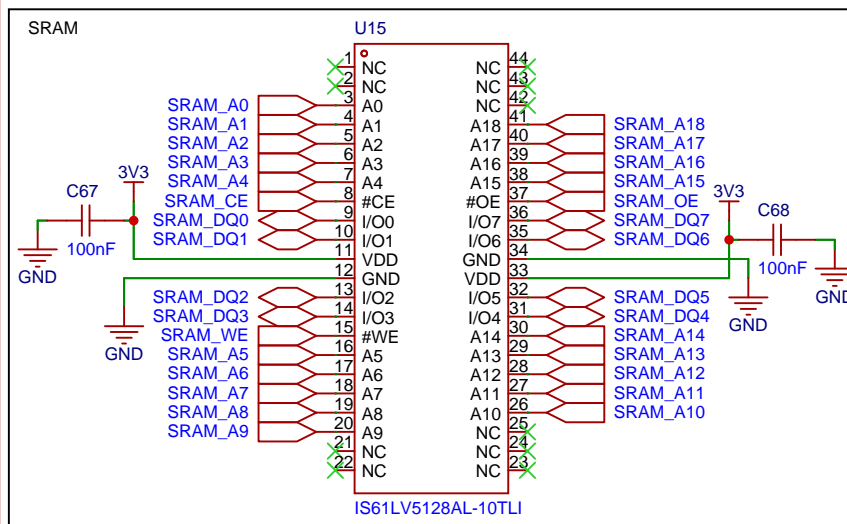 SRAM
U15
1 NC NC 44
2 NC NC 43
NC 42
SRAM_A0 3 A0
SRAM_A1 4 A1 A18 41 SRAM_A18
SRAM_A2 5 A2 A17 40 SRAM_A17
SRAM_A3 6 A3 A16 39 SRAM_A16
SRAM_A4 7 A4 A15 38 SRAM_A15
SRAM_CE 8 #CE #OE 37 SRAM_OE
SRAM_DQ0 9 I/O0 I/O7 36 SRAM_DQ7
SRAM_DQ1 10 I/O1 I/O6 35 SRAM_DQ6
11 VDD GND 34
12 GND VDD 33
SRAM_DQ2 13 I/O2 I/O5 32 SRAM_DQ5
SRAM_DQ3 14 I/O3 I/O4 31 SRAM_DQ4
SRAM_WE 15 #WE A14 30 SRAM_A14
SRAM_A5 16 A5 A13 29 SRAM_A13
SRAM_A6 17 A6 A12 28 SRAM_A12
SRAM_A7 18 A7 A11 27 SRAM_A11
SRAM_A8 19 A8 A10 26 SRAM_A10
SRAM_A9 20 A9 NC 25
21 NC NC 24
22 NC NC 23
IS61LV5128AL-10TLI
3V3
C67
100nF
GND
GND
3V3
C68
100nF
GND
GND